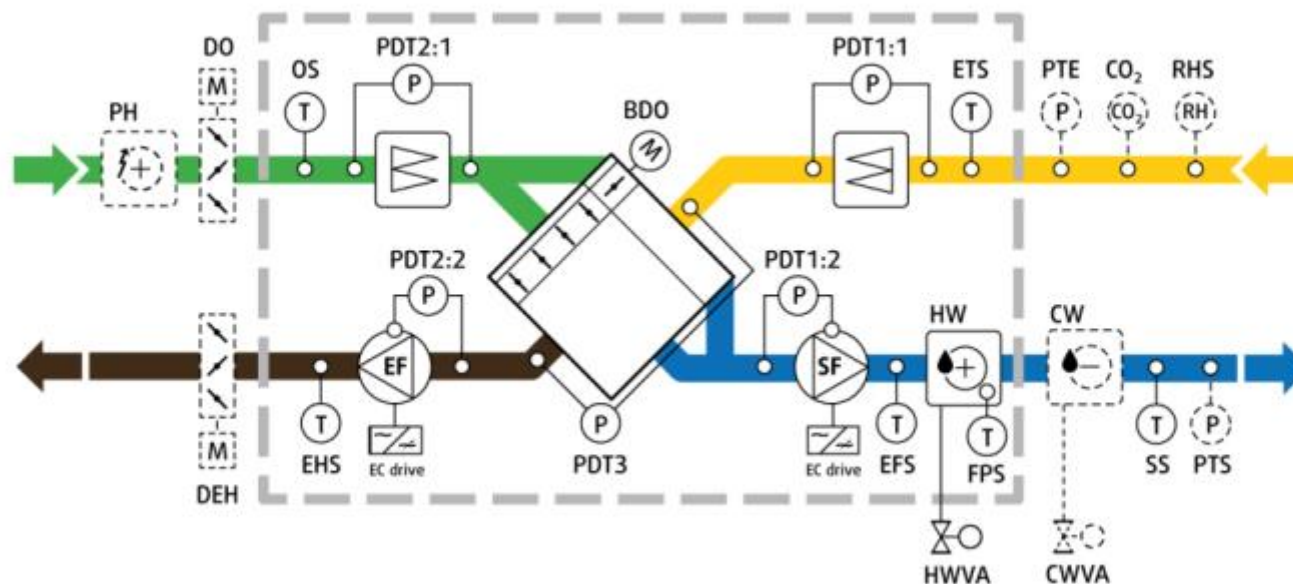 DO
PDT2:1
PDT1:1
OS
ETS
PTE
CO₂
RHS
M
P
P
PH
T
BDO
T
P
CO₂
RH
M
PDT2:2
PDT1:2
P
P
HW
CW
EF
SF
T
P
T
T
T
P
M
EHS
EC drive
PDT3
EC drive
EFS
FPS
SS
PTS
DEH
HWVA
CWVA